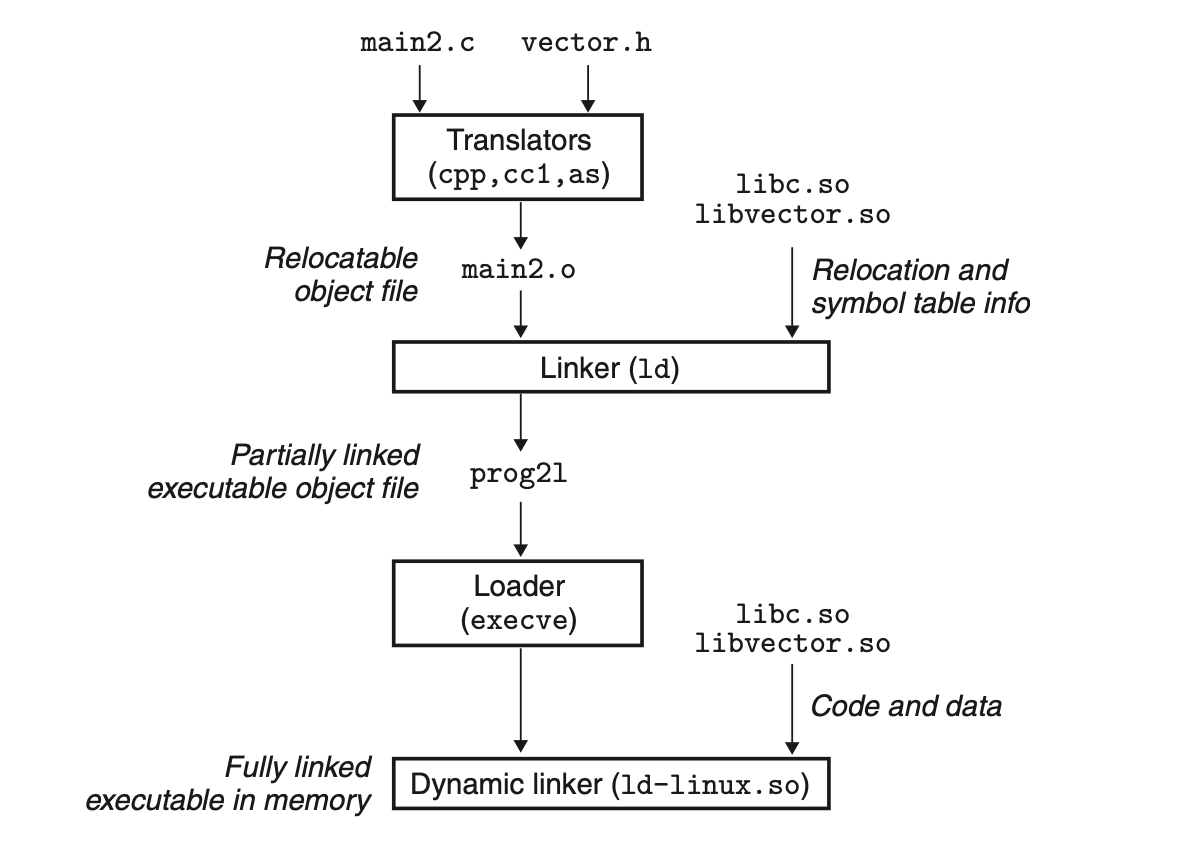 main2.c vector.h
Translators
(cpp,cc1,as)
libc.so
libvector.so
Relocatable
object file
main2.o
Relocation and
symbol table info
Linker (ld)
Partially linked
executable object file
prog2l
Loader
(execve)
libc.so
libvector.so
Code and data
Fully linked
executable in memory
Dynamic linker (ld-linux.so)